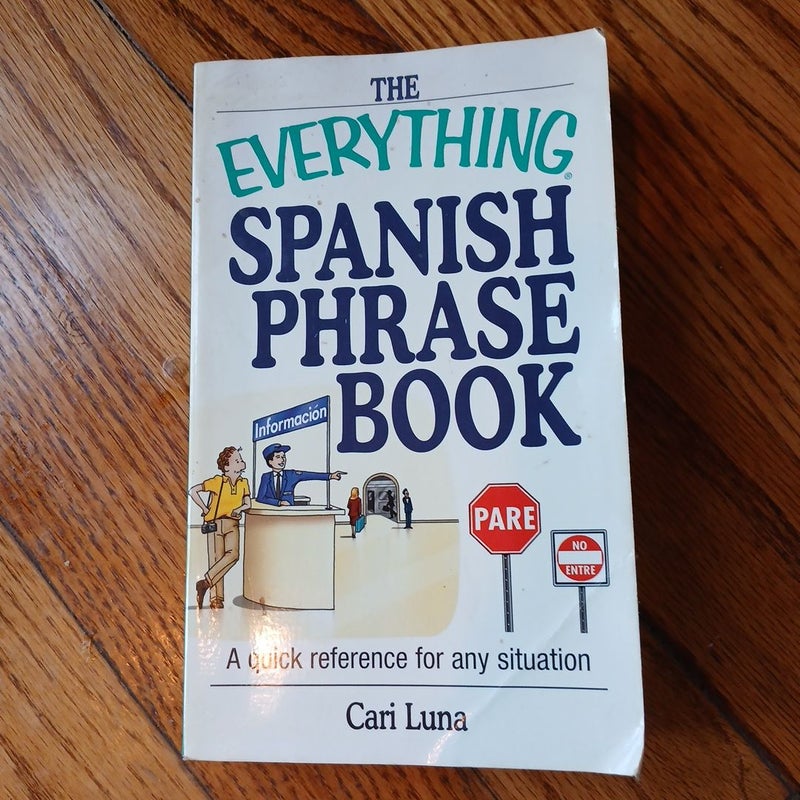 THE
EVERYTHING®
SPANISH
PHRASE
BOOK
Información
PARE
NO
ENTRE
A quick reference for any situation
Cari Luna